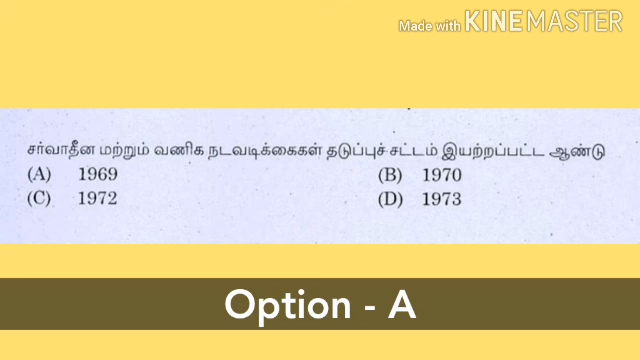 Made with KINEMASTER
சர்வாதீன மற்றும் வணிக நடவடிக்கைகள் தடுப்புச்சட்டம் இயற்றப்பட்ட ஆண்டு
(A) 1969 (B) 1970
(C) 1972 (D) 1973
Option - A